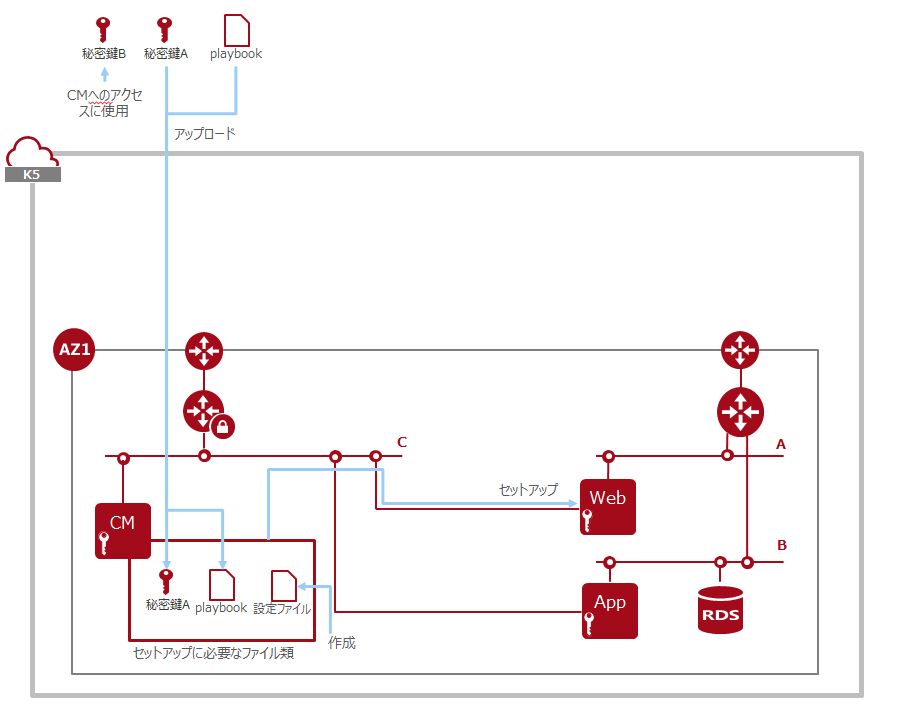 秘密鍵B
秘密鍵A
playbook
CMへのアクセ
スに使用
アップロード
K5
AZ1
C
A
セットアップ
Web
CM
B
秘密鍵A
playbook
設定ファイル
App
RDS
作成
セットアップに必要なファイル類